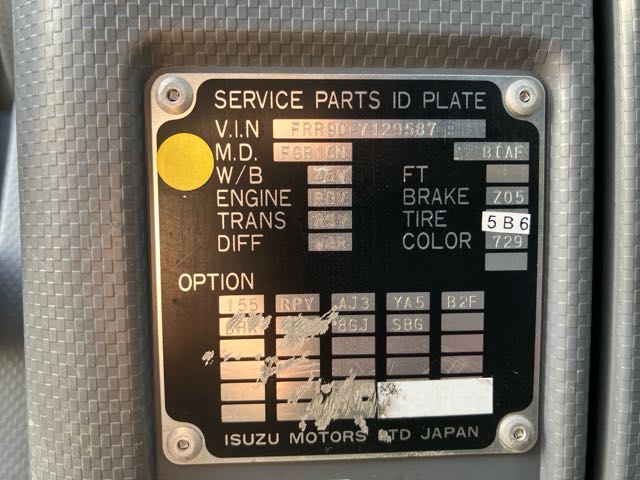 SERVICE PARTS ID PLATE
V.I.N FRR90-7129587
M.D.
W/B FT
ENGINE BRAKE Z05
TRANS TIRE 5B6
DIFF COLOR 729
OPTION
155 RPY AJ3 YA5 B2F
8GJ SBG
ISUZU MOTORS LTD JAPAN